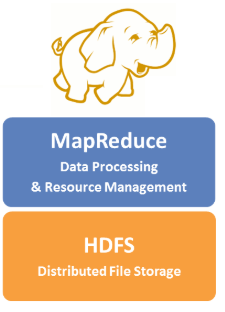 MapReduce
Data Processing
& Resource Management
HDFS
Distributed File Storage